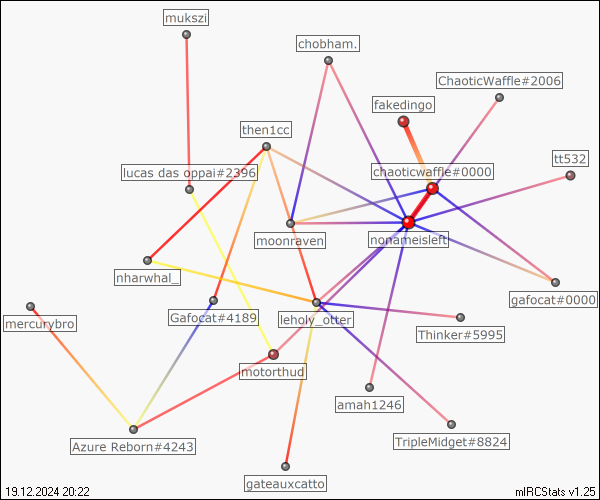 mukszi
chobham.
ChaoticWaffle#2006
fakedingo
then1cc
tt532
lucas das oppai#2396
chaoticwaffle#0000
moonraven
nonameisleft
nharwhal_
gafocat#0000
mercurybro
Gafocat#4189
leholy_otter
Thinker#5995
motorthud
amah1246
Azure Reborn#4243
TripleMidget#8824
gateauxcatto
19.12.2024 20:22
mIRCStats v1.25